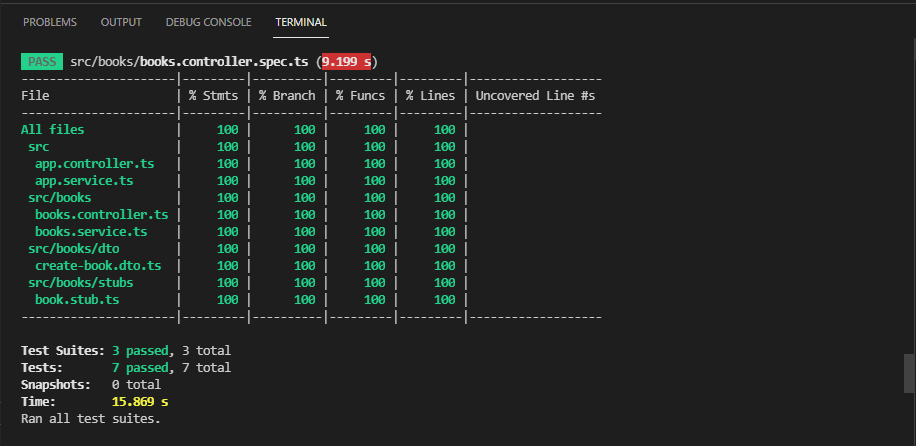 PROBLEMS OUTPUT DEBUG CONSOLE TERMINAL
PASS src/books/books.controller.spec.ts (9.199 s)
----------------------|---------|----------|---------|---------|-------------------
File                  | % Stmts | % Branch | % Funcs | % Lines | Uncovered Line #s
----------------------|---------|----------|---------|---------|-------------------
All files             |     100 |      100 |     100 |     100 |
 src                  |     100 |      100 |     100 |     100 |
  app.controller.ts   |     100 |      100 |     100 |     100 |
  app.service.ts      |     100 |      100 |     100 |     100 |
 src/books            |     100 |      100 |     100 |     100 |
  books.controller.ts |     100 |      100 |     100 |     100 |
  books.service.ts    |     100 |      100 |     100 |     100 |
 src/books/dto        |     100 |      100 |     100 |     100 |
  create-book.dto.ts  |     100 |      100 |     100 |     100 |
 src/books/stubs      |     100 |      100 |     100 |     100 |
  book.stub.ts        |     100 |      100 |     100 |     100 |
----------------------|---------|----------|---------|---------|-------------------
Test Suites: 3 passed, 3 total
Tests:       7 passed, 7 total
Snapshots:   0 total
Time:        15.869 s
Ran all test suites.